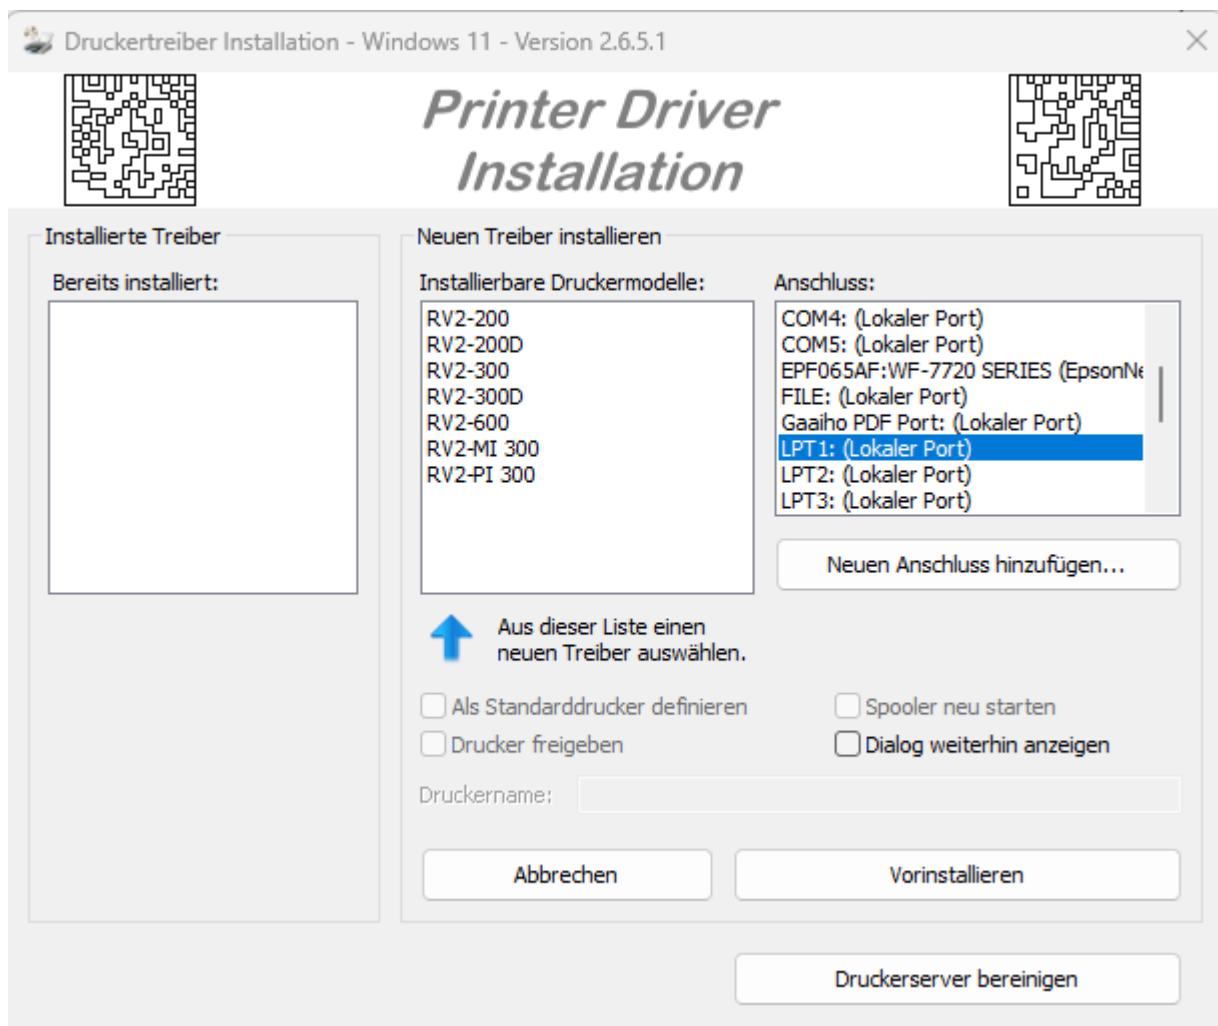 Druckertreiber Installation - Windows 11 - Version 2.6.5.1
Printer Driver
Installation
Installierte Treiber
Bereits installiert:
Neuen Treiber installieren
Installierbare Druckermodelle:
RV2-200
RV2-200D
RV2-300
RV2-300D
RV2-600
RV2-MI 300
RV2-PI 300
Anschluss:
COM4: (Lokaler Port)
COM5: (Lokaler Port)
EPF065AF:WF-7720 SERIES (EpsonNe
FILE: (Lokaler Port)
Gaaiho PDF Port: (Lokaler Port)
LPT1: (Lokaler Port)
LPT2: (Lokaler Port)
LPT3: (Lokaler Port)
Neuen Anschluss hinzufügen...
Aus dieser Liste einen
neuen Treiber auswählen.
Als Standarddrucker definieren
Spooler neu starten
Drucker freigeben
Dialog weiterhin anzeigen
Druckername:
Abbrechen
Vorinstallieren
Druckerserver bereinigen